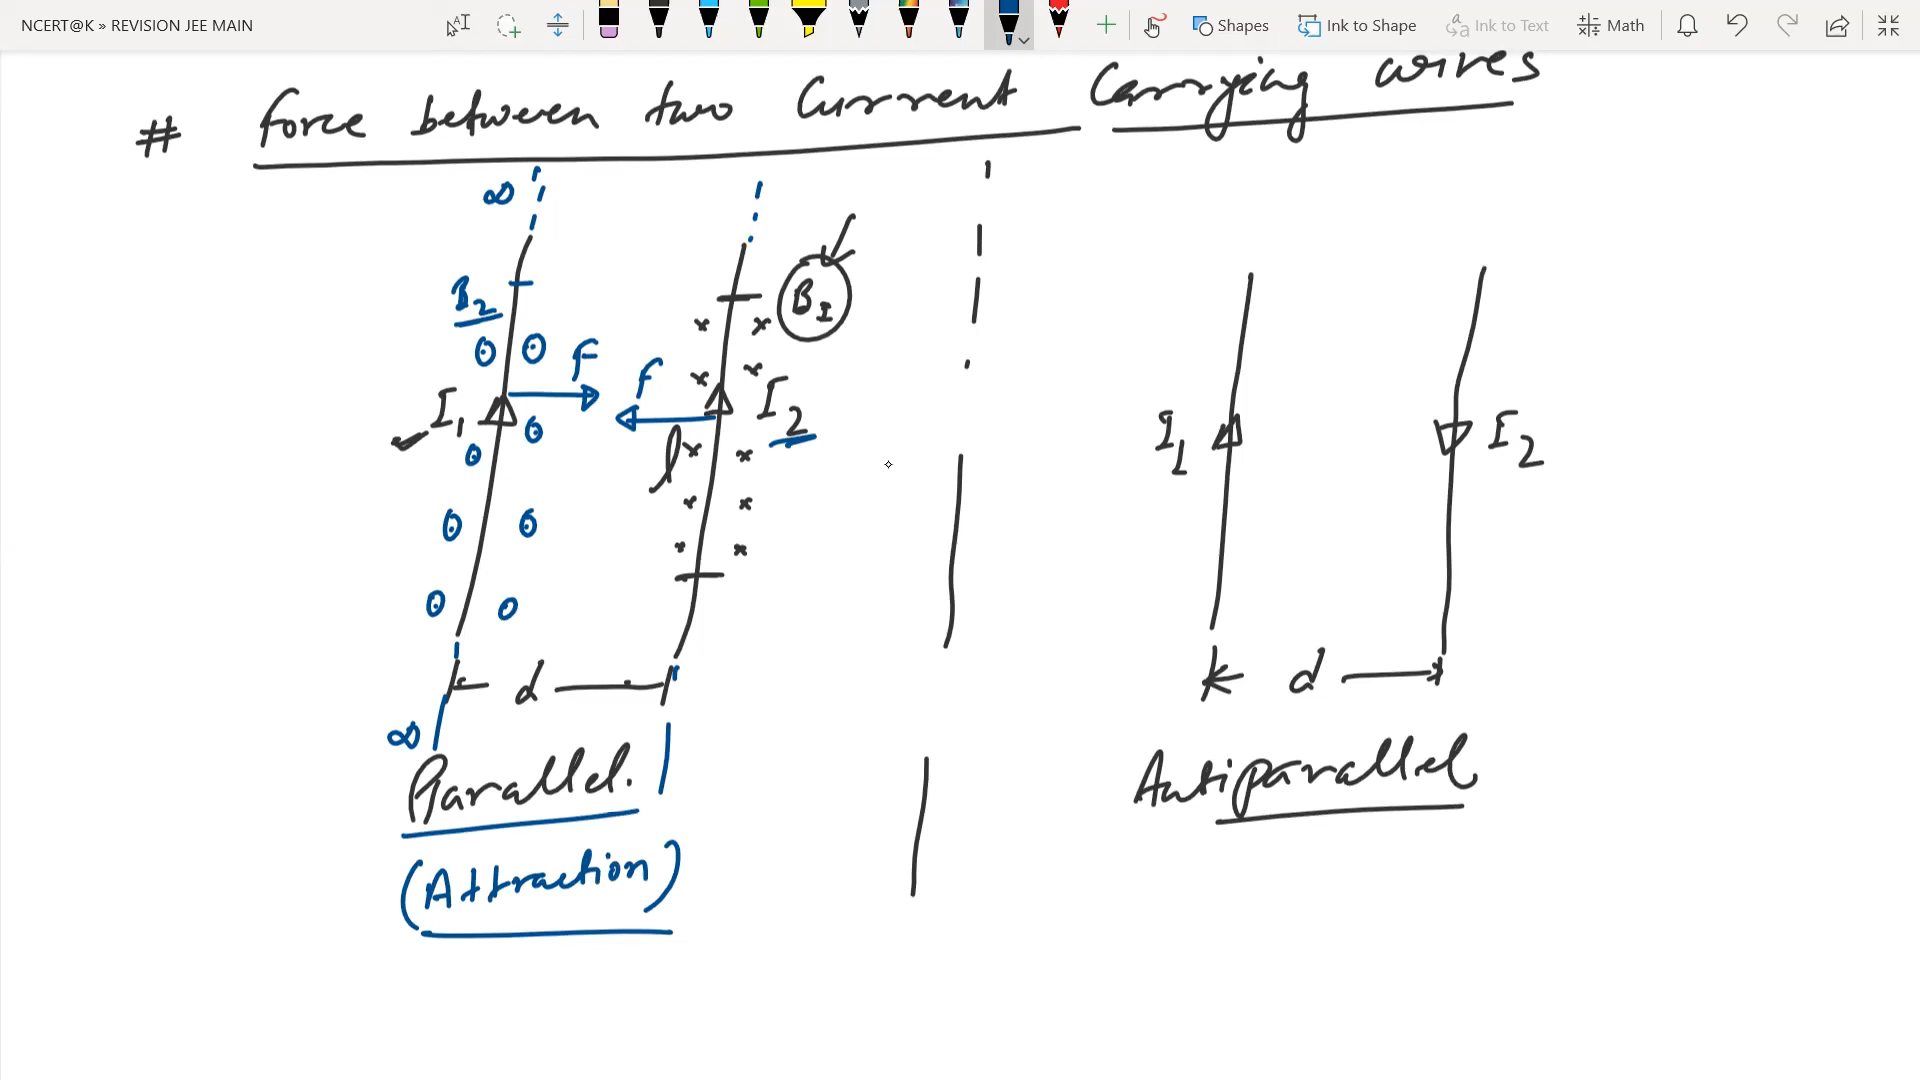 NCERT@K » REVISION JEE MAIN
Shapes Ink to Shape Ink to Text Math
# force between two Current Carrying wires
∞
B2
B1
F
f
I1
I2
l
I1
I2
d
d
∞
Parallel.
Antiparallel
(Attraction)